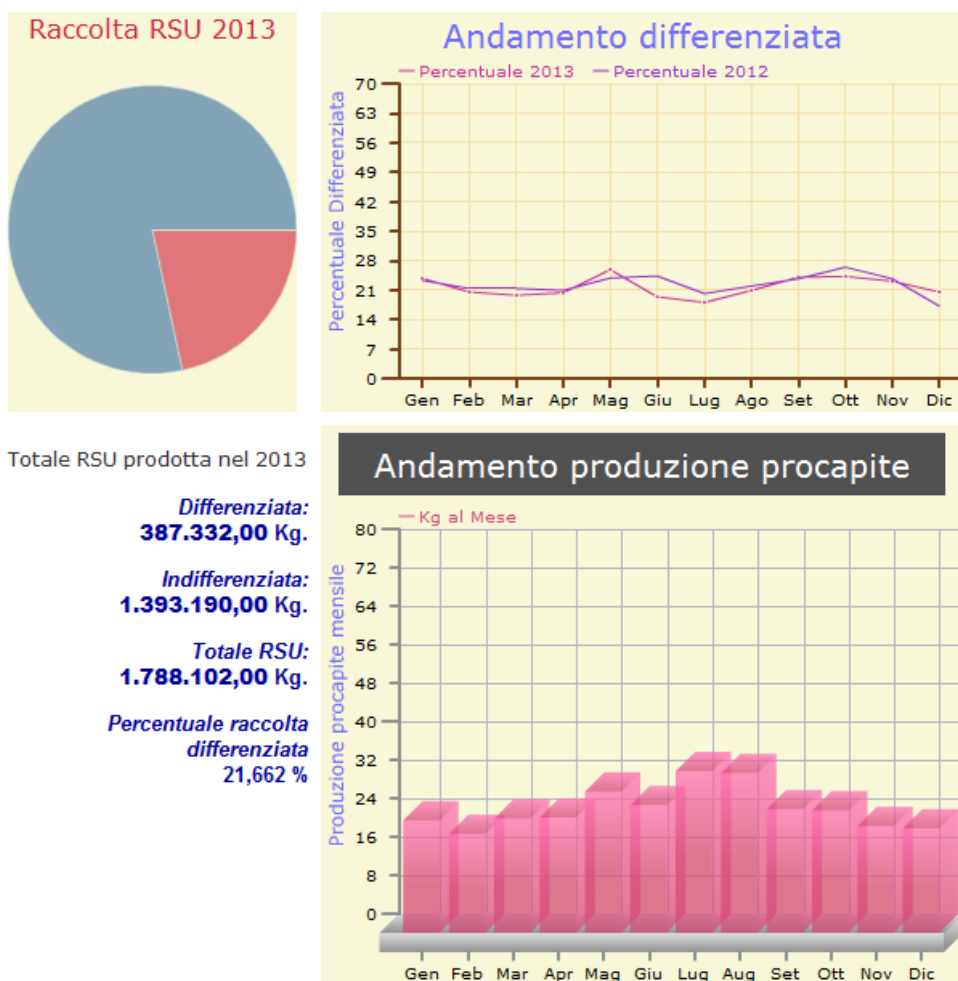 Raccolta RSU 2013
Andamento differenziata
Percentuale 2013
Percentuale 2012
Percentuale Differenziata
70
63
56
49
42
35
28
21
14
7
0
Gen Feb Mar Apr Mag Giu Lug Ago Set Ott Nov Dic
Totale RSU prodotta nel 2013
Differenziata:
387.332,00 Kg.
Indifferenziata:
1.393.190,00 Kg.
Totale RSU:
1.788.102,00 Kg.
Percentuale raccolta
differenziata
21,662 %
Andamento produzione procapite
Kg al Mese
Produzione procapite mensile
80
72
64
56
48
40
32
24
16
8
0
Gen Feb Mar Apr Mag Giu Lug Aug Set Ott Nov Dic